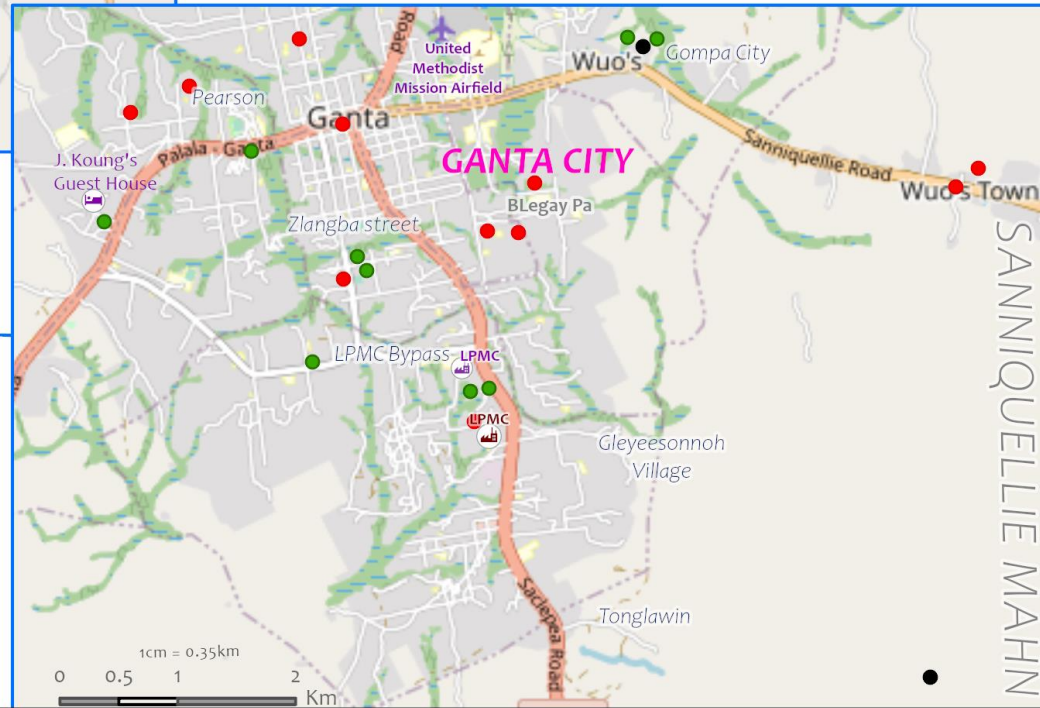 Road
United
Methodist
Mission Airfield
Wuo's
Gompa City
Pearson
Ganta
Palala - Ganta
GANTA CITY
Sanniquellie Road
J. Koung's
Guest House
Wuo's Town
BLegay Pa
Zlangba street
SANNIQUELLIE MAHN
LPMC Bypass
LPMC
LPMC
Gleyeesonnoh
Village
Saclepea Road
Tonglawin
1cm = 0.35km
0 0.5 1 2
Km